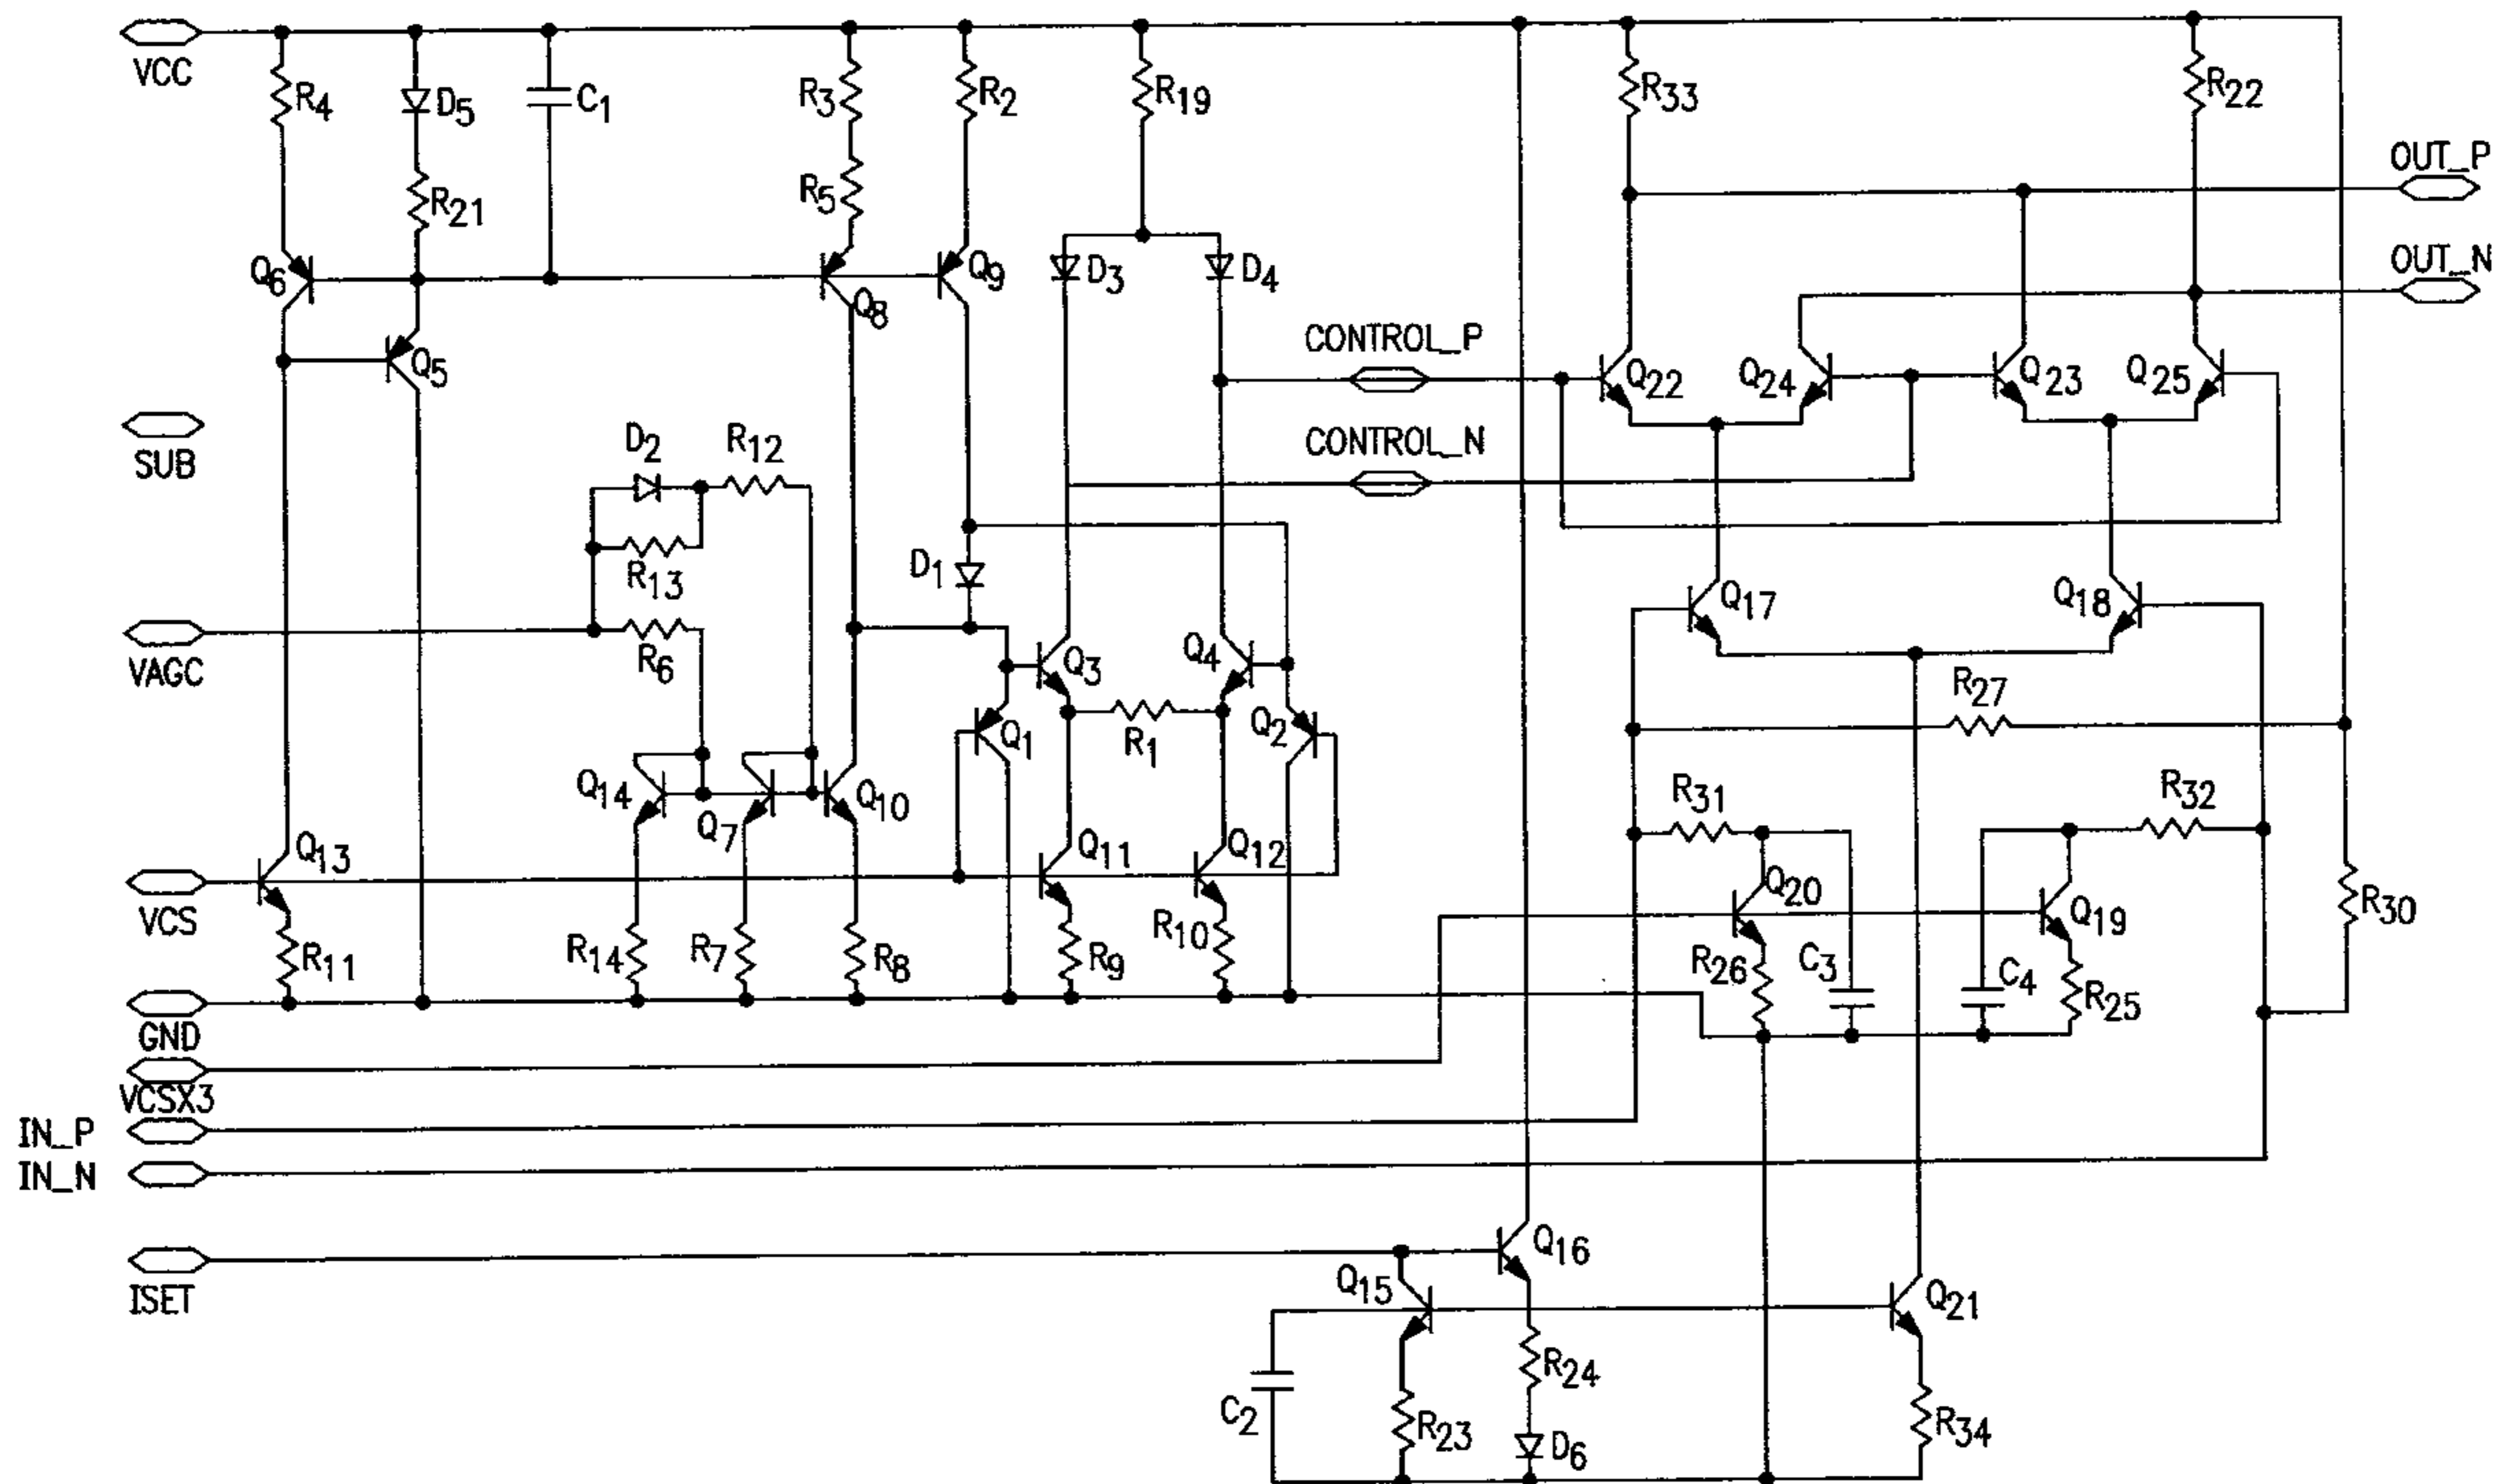 VCC
R4
D5
C1
R3
R2
R19
R33
R22
OUT_P
R21
R5
OUT_N
Q6
Q8
Q9
D3
D4
CONTROL_P
Q5
Q22
Q24
Q23
Q25
SUB
D2
R12
CONTROL_N
R13
D1
Q17
Q18
VAGC
R6
Q3
Q4
R27
Q1
R1
Q2
Q14
Q7
Q10
R31
R32
Q13
Q11
Q12
Q20
Q19
R30
VCS
R11
R14
R7
R8
R9
R10
R26
C3
C4
R25
GND
VCSX3
IN_P
IN_N
ISET
Q16
Q15
Q21
R24
C2
R23
D6
R34